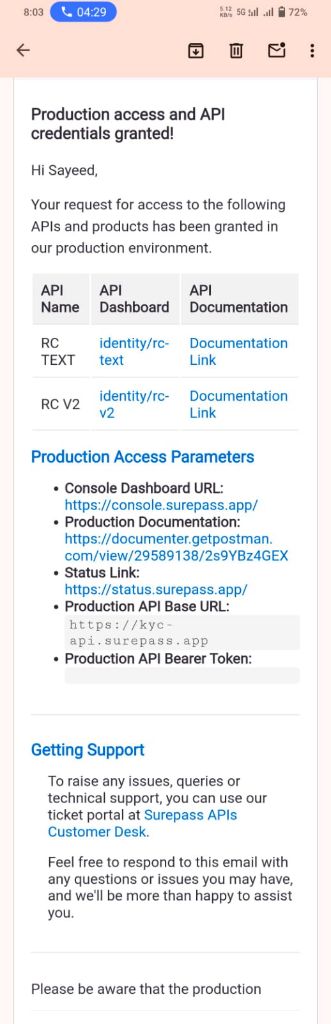 8:03 04:29 5.12 KB/s 5G 72%
Production access and API
credentials granted!
Hi Sayeed,
Your request for access to the following
APIs and products has been granted in
our production environment.
API Name API Dashboard API Documentation
RC TEXT identity/rc-text Documentation Link
RC V2 identity/rc-v2 Documentation Link
Production Access Parameters
• Console Dashboard URL:
https://console.surepass.app/
• Production Documentation:
https://documenter.getpostman.
com/view/29589138/2s9YBz4GEX
• Status Link:
https://status.surepass.app/
• Production API Base URL:
https://kyc-
api.surepass.app
• Production API Bearer Token:
Getting Support
To raise any issues, queries or
technical support, you can use our
ticket portal at Surepass APIs
Customer Desk.
Feel free to respond to this email with
any questions or issues you may have,
and we'll be more than happy to assist
you.
Please be aware that the production